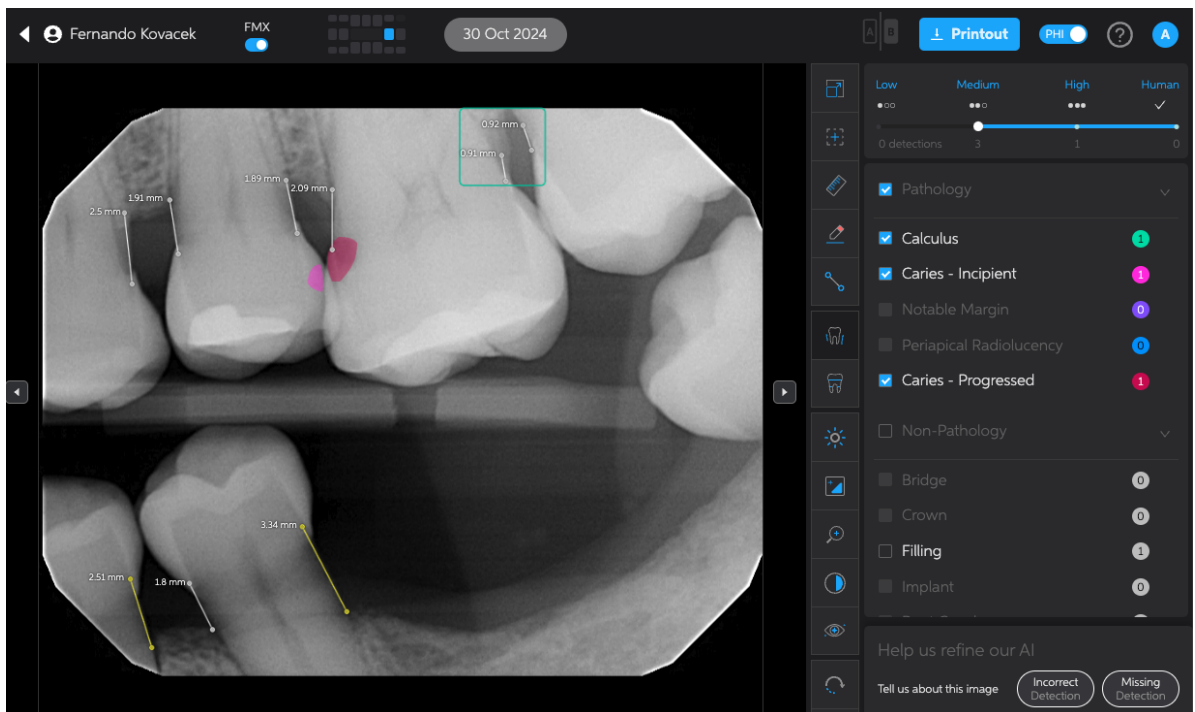 Fernando Kovacek
FMX
30 Oct 2024
A B
Printout
PHI
?
A
Low Medium High Human
0 detections 3 1 0
Pathology
Calculus 1
Caries - Incipient 1
Notable Margin 0
Periapical Radiolucency 0
Caries - Progressed 1
Non-Pathology
Bridge 0
Crown 0
Filling 1
Implant 0
Help us refine our AI
Tell us about this image
Incorrect
Detection
Missing
Detection
0.92 mm
0.91 mm
1.89 mm
2.09 mm
1.91 mm
2.5 mm
3.34 mm
2.51 mm
1.8 mm